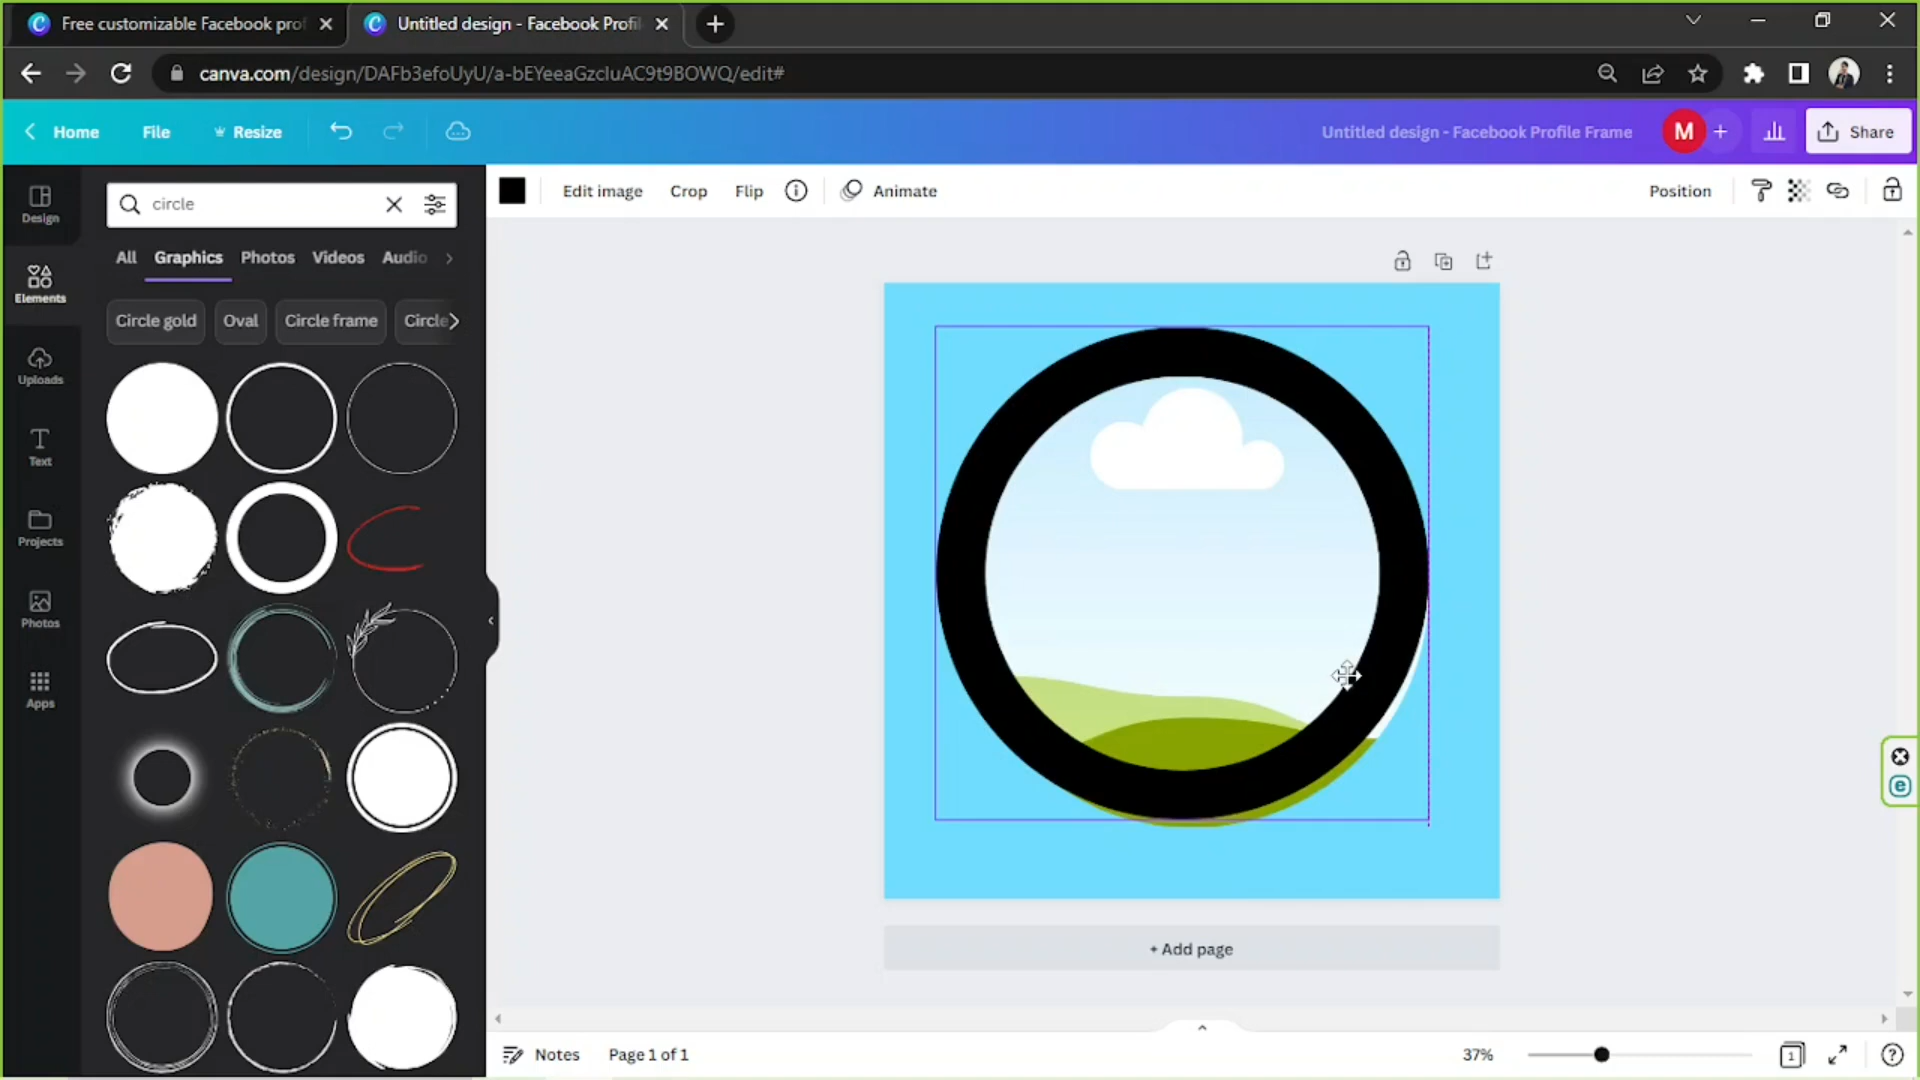 Free customizable Facebook prof
Untitled design - Facebook Profil
canva.com/design/DAFb3efoUyU/a-bEYeeaGzcluAC9t9BOWQ/edit#
Home
File
Resize
Untitled design - Facebook Profile Frame
M
Share
Design
Elements
Uploads
Text
Projects
Photos
Apps
circle
All
Graphics
Photos
Videos
Audio
Circle gold
Oval
Circle frame
Circle
Edit image
Crop
Flip
Animate
Position
+ Add page
Notes
Page 1 of 1
37%
1